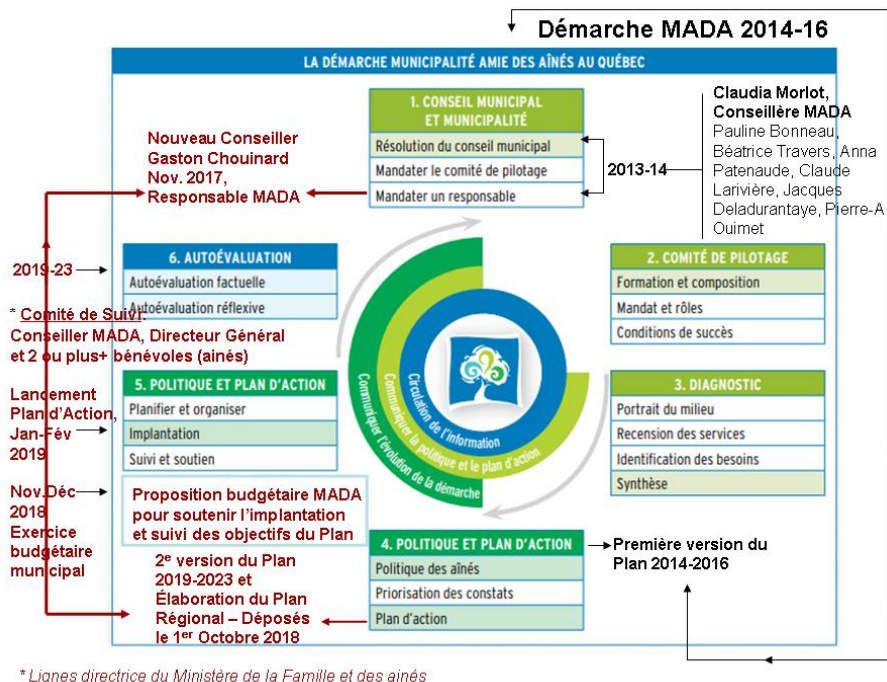 Démarche MADA 2014-16
LA DÉMARCHE MUNICIPALITÉ AMIE DES AÎNÉS AU QUÉBEC
1. CONSEIL MUNICIPAL
ET MUNICIPALITÉ
Résolution du conseil municipal
Mandater le comité de pilotage
Mandater un responsable
2013-14
Claudia Morlot,
Conseillère MADA
Pauline Bonneau,
Béatrice Travers, Anna
Patenaude, Claude
Larivière, Jacques
Deladurantaye, Pierre-A
Ouimet
Nouveau Conseiller
Gaston Chouinard
Nov. 2017,
Responsable MADA
6. AUTOÉVALUATION
Autoévaluation factuelle
Autoévaluation réflexive
2019-23
* Comité de Suivi:
Conseiller MADA, Directeur Général
et 2 ou plus+ bénévoles (ainés)
2. COMITÉ DE PILOTAGE
Formation et composition
Mandat et rôles
Conditions de succès
Circulation de l'information
Communiquer la politique et le plan d'action
Communiquer l'évolution de la démarche
5. POLITIQUE ET PLAN D'ACTION
Planifier et organiser
Implantation
Suivi et soutien
Lancement
Plan d'Action,
Jan-Fév
2019
3. DIAGNOSTIC
Portrait du milieu
Recension des services
Identification des besoins
Synthèse
Nov.Déc
2018
Exercice
budgétaire
municipal
Proposition budgétaire MADA
pour soutenir l'implantation
et suivi des objectifs du Plan
4. POLITIQUE ET PLAN D'ACTION
Politique des aînés
Priorisation des constats
Plan d'action
Première version du
Plan 2014-2016
2e version du Plan
2019-2023 et
Élaboration du Plan
Régional – Déposés
le 1er Octobre 2018
* Lignes directrice du Ministère de la Famille et des ainés